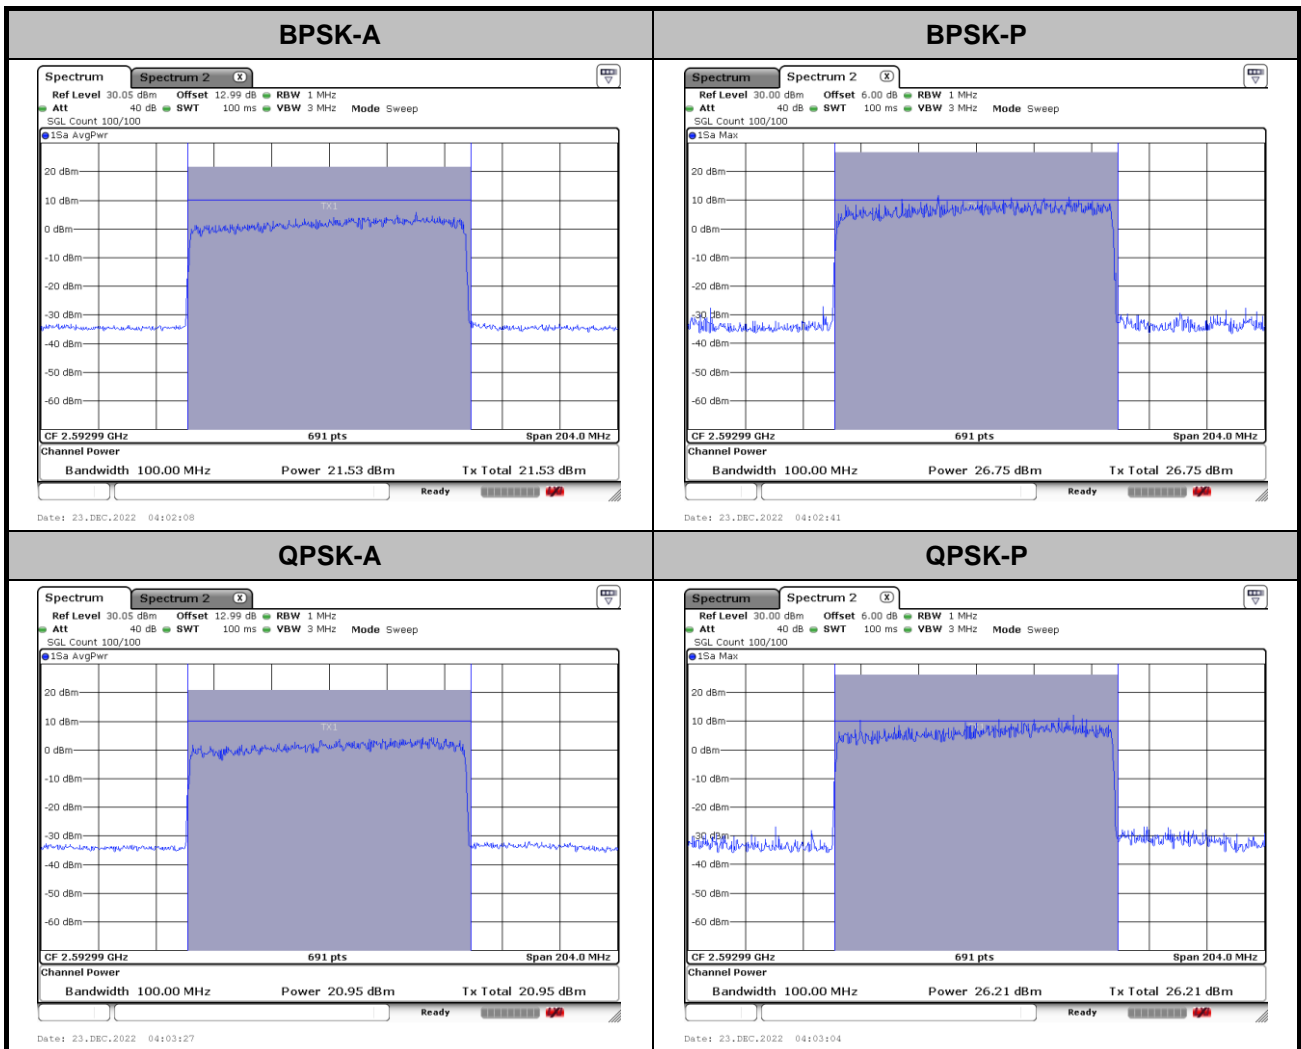 BPSK-A
BPSK-P
Spectrum Spectrum 2 X
Ref Level 30.05 dBm Offset 12.99 dB RBW 1 MHz
Att 40 dB SWT 100 ms VBW 3 MHz Mode Sweep
SGL Count 100/100
1Sa AvgPwr
20 dBm
10 dBm
TX1
0 dBm
-10 dBm
-20 dBm
-30 dBm
-40 dBm
-50 dBm
-60 dBm
CF 2.59299 GHz 691 pts Span 204.0 MHz
Channel Power
Bandwidth 100.00 MHz Power 21.53 dBm Tx Total 21.53 dBm
Ready
Date: 23.DEC.2022 04:02:08
Spectrum Spectrum 2 X
Ref Level 30.00 dBm Offset 6.00 dB RBW 1 MHz
Att 40 dB SWT 100 ms VBW 3 MHz Mode Sweep
SGL Count 100/100
1Sa Max
20 dBm
10 dBm
0 dBm
-10 dBm
-20 dBm
-30 dBm
-40 dBm
-50 dBm
-60 dBm
CF 2.59299 GHz 691 pts Span 204.0 MHz
Channel Power
Bandwidth 100.00 MHz Power 26.75 dBm Tx Total 26.75 dBm
Ready
Date: 23.DEC.2022 04:02:41
QPSK-A
QPSK-P
Spectrum Spectrum 2 X
Ref Level 30.05 dBm Offset 12.99 dB RBW 1 MHz
Att 40 dB SWT 100 ms VBW 3 MHz Mode Sweep
SGL Count 100/100
1Sa AvgPwr
20 dBm
10 dBm
TX1
0 dBm
-10 dBm
-20 dBm
-30 dBm
-40 dBm
-50 dBm
-60 dBm
CF 2.59299 GHz 691 pts Span 204.0 MHz
Channel Power
Bandwidth 100.00 MHz Power 20.95 dBm Tx Total 20.95 dBm
Ready
Date: 23.DEC.2022 04:03:27
Spectrum Spectrum 2 X
Ref Level 30.00 dBm Offset 6.00 dB RBW 1 MHz
Att 40 dB SWT 100 ms VBW 3 MHz Mode Sweep
SGL Count 100/100
1Sa Max
20 dBm
10 dBm
0 dBm
-10 dBm
-20 dBm
-30 dBm
-40 dBm
-50 dBm
-60 dBm
CF 2.59299 GHz 691 pts Span 204.0 MHz
Channel Power
Bandwidth 100.00 MHz Power 26.21 dBm Tx Total 26.21 dBm
Ready
Date: 23.DEC.2022 04:03:04